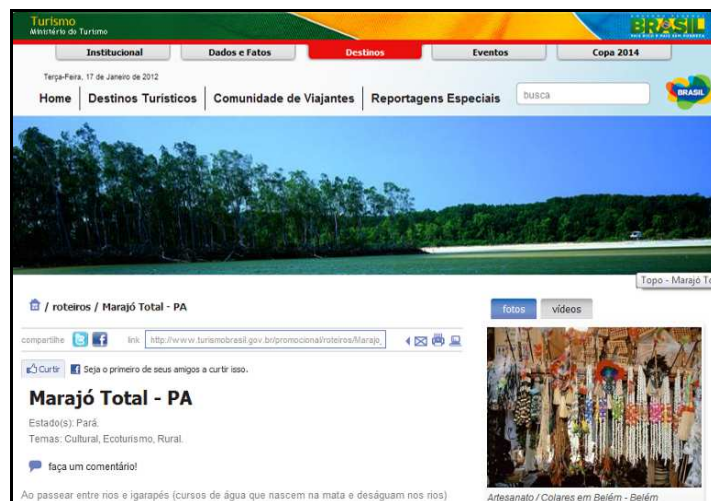 Turismo
Ministério do Turismo
BRASIL
Institucional
Dados e Fatos
Destinos
Eventos
Copa 2014
Terça-Feira, 17 de Janeiro de 2012
Home
Destinos Turísticos
Comunidade de Viajantes
Reportagens Especiais
busca
BRASIL
Topo - Marajó To
/ roteiros / Marajó Total - PA
fotos
vídeos
compartilhe
link
http://www.turismobrasil.gov.br/promocional/roteiros/Marajo_
Curtir
Seja o primeiro de seus amigos a curtir isso.
Marajó Total - PA
Estado(s): Pará.
Temas: Cultural, Ecoturismo, Rural.
faça um comentário!
Ao passear entre rios e igarapés (cursos de água que nascem na mata e deságuam nos rios)
Artesanato / Colares em Belém - Belém